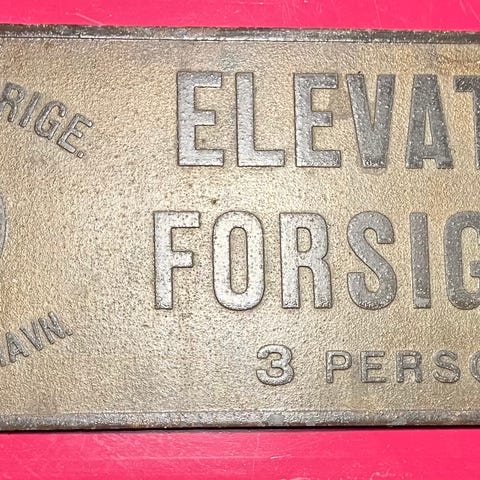 RIGE.
ELEVAT
FORSIG
HAVN.
3 PERSO